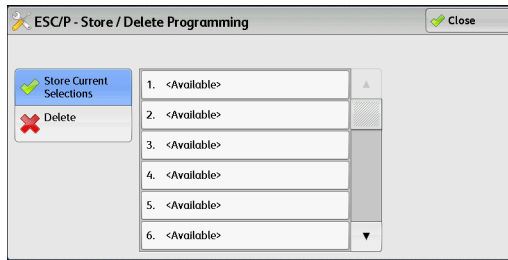 ESC/P - Store / Delete Programming
Close
Store Current
Selections
Delete
1. <Available>
2. <Available>
3. <Available>
4. <Available>
5. <Available>
6. <Available>